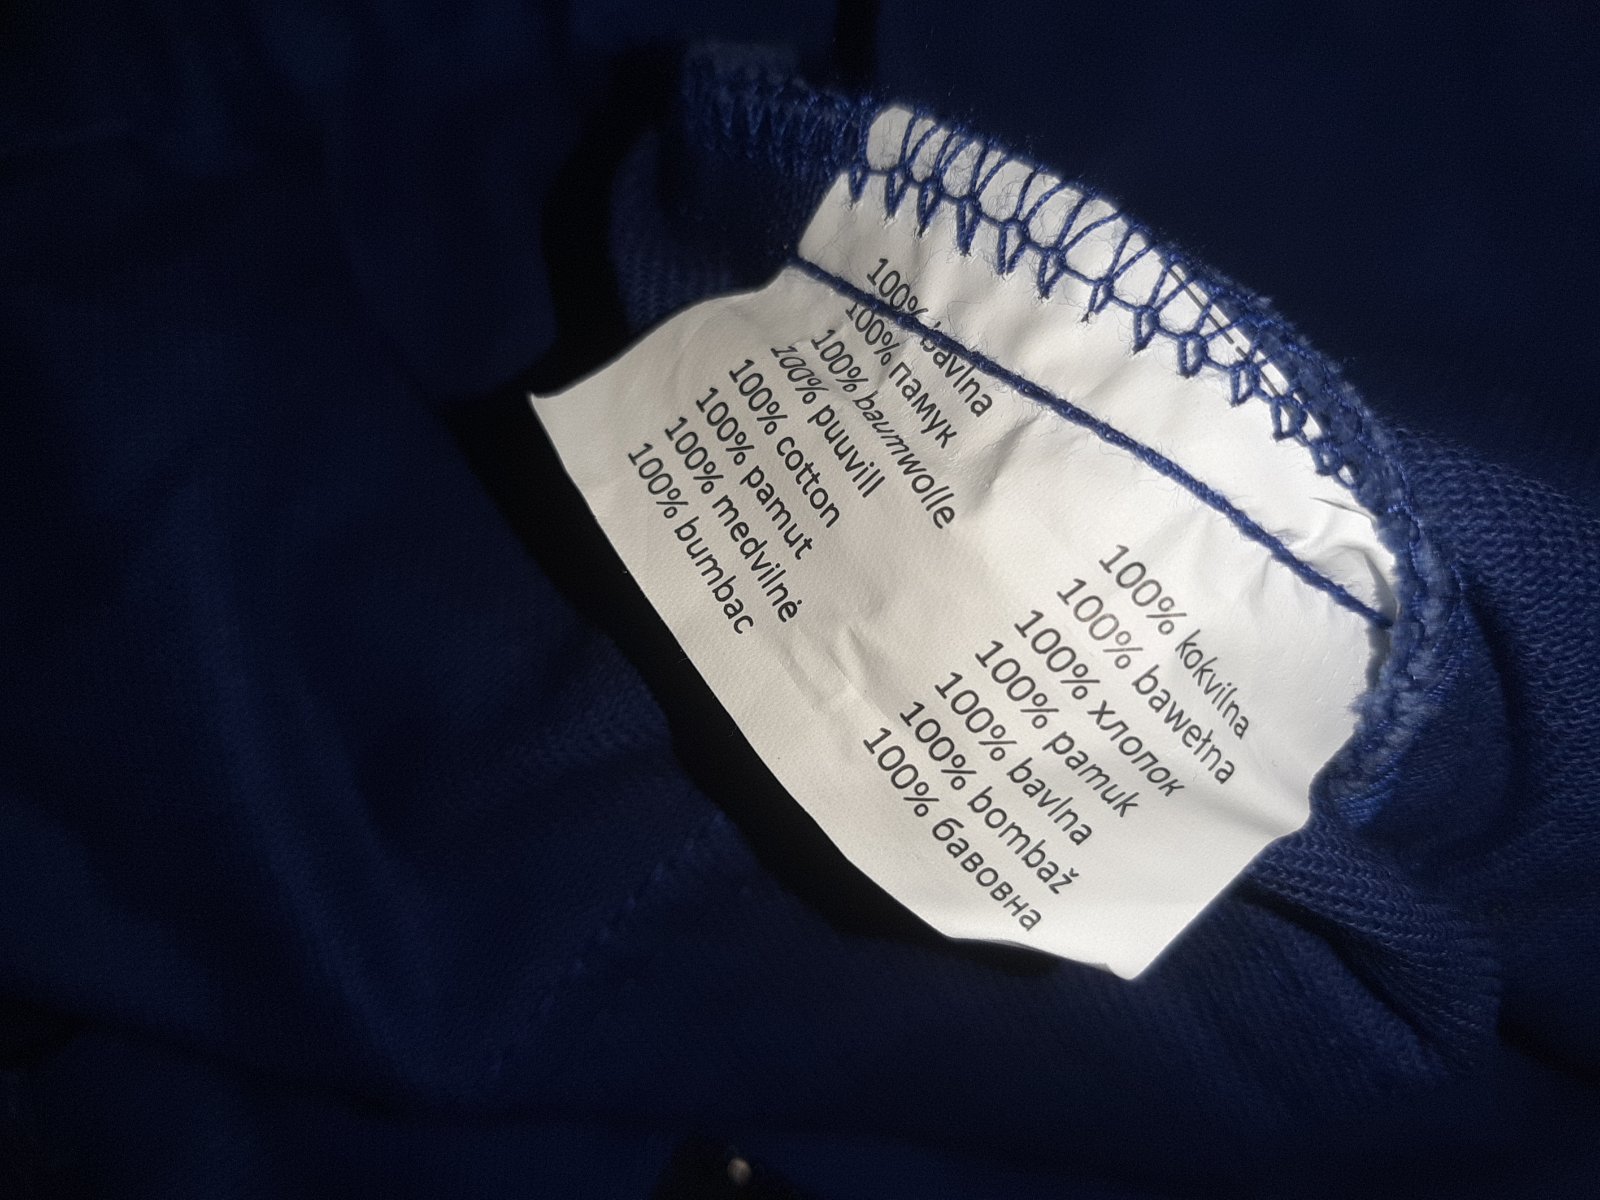 100% bavlna
100% памук
100% baumwolle
100% puuvill
100% cotton
100% pamut
100% medvilnė
100% bumbac
100% kokvilna
100% bawełna
100% хлопок
100% pamuk
100% bavlna
100% bombaž
100% бавовна